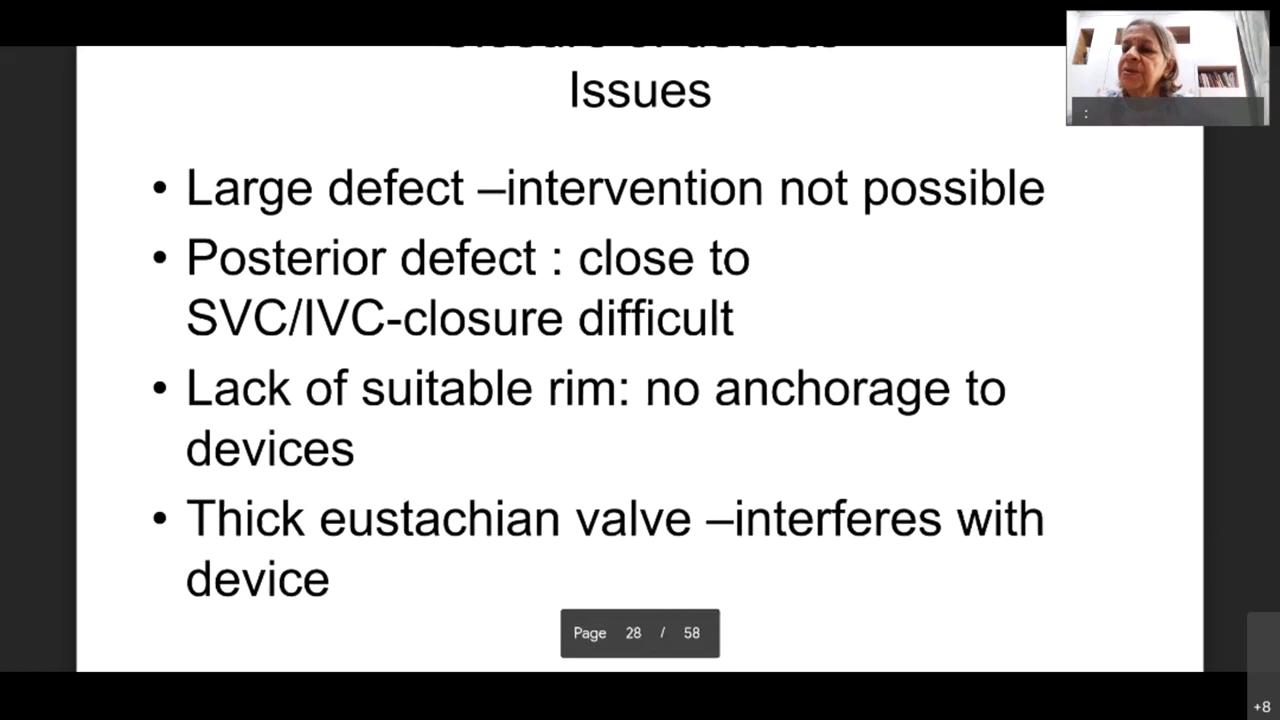 Issues
• Large defect –intervention not possible
• Posterior defect : close to
SVC/IVC-closure difficult
• Lack of suitable rim: no anchorage to
devices
• Thick eustachian valve –interferes with
device
Page 28 / 58
:
+8